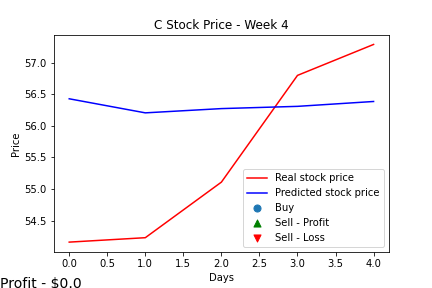 C Stock Price - Week 4
Price
57.0
56.5
56.0
55.5
55.0
54.5
Real stock price
Predicted stock price
Buy
Sell - Profit
Sell - Loss
0.0 0.5 1.0 1.5 2.0 2.5 3.0 3.5 4.0
Days
Profit - $0.0